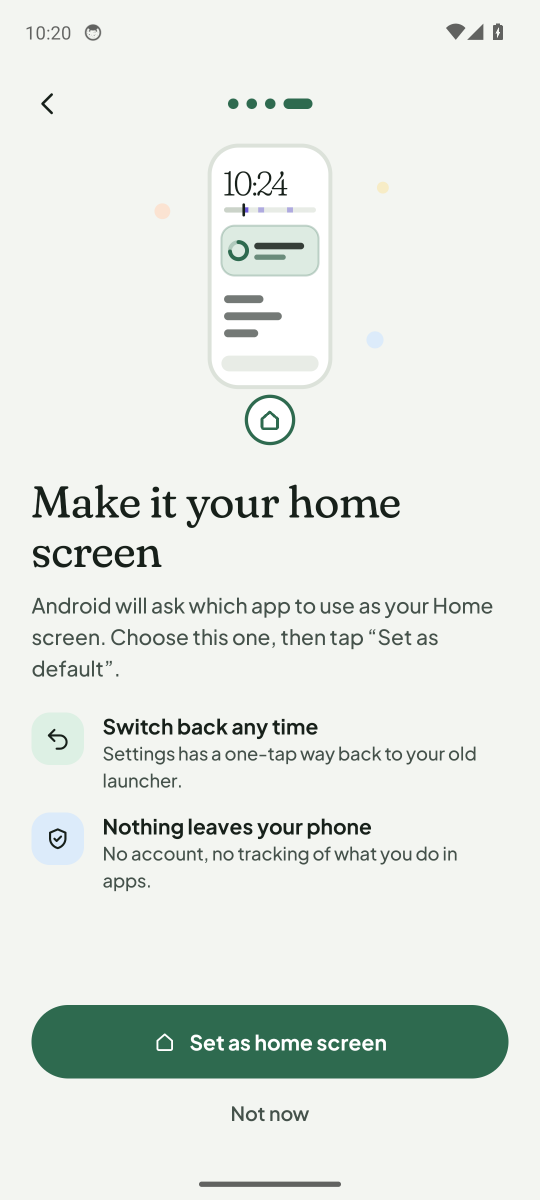 10:20
10:24
Make it your home
screen
Android will ask which app to use as your Home
screen. Choose this one, then tap “Set as
default”.
Switch back any time
Settings has a one-tap way back to your old
launcher.
Nothing leaves your phone
No account, no tracking of what you do in
apps.
Set as home screen
Not now